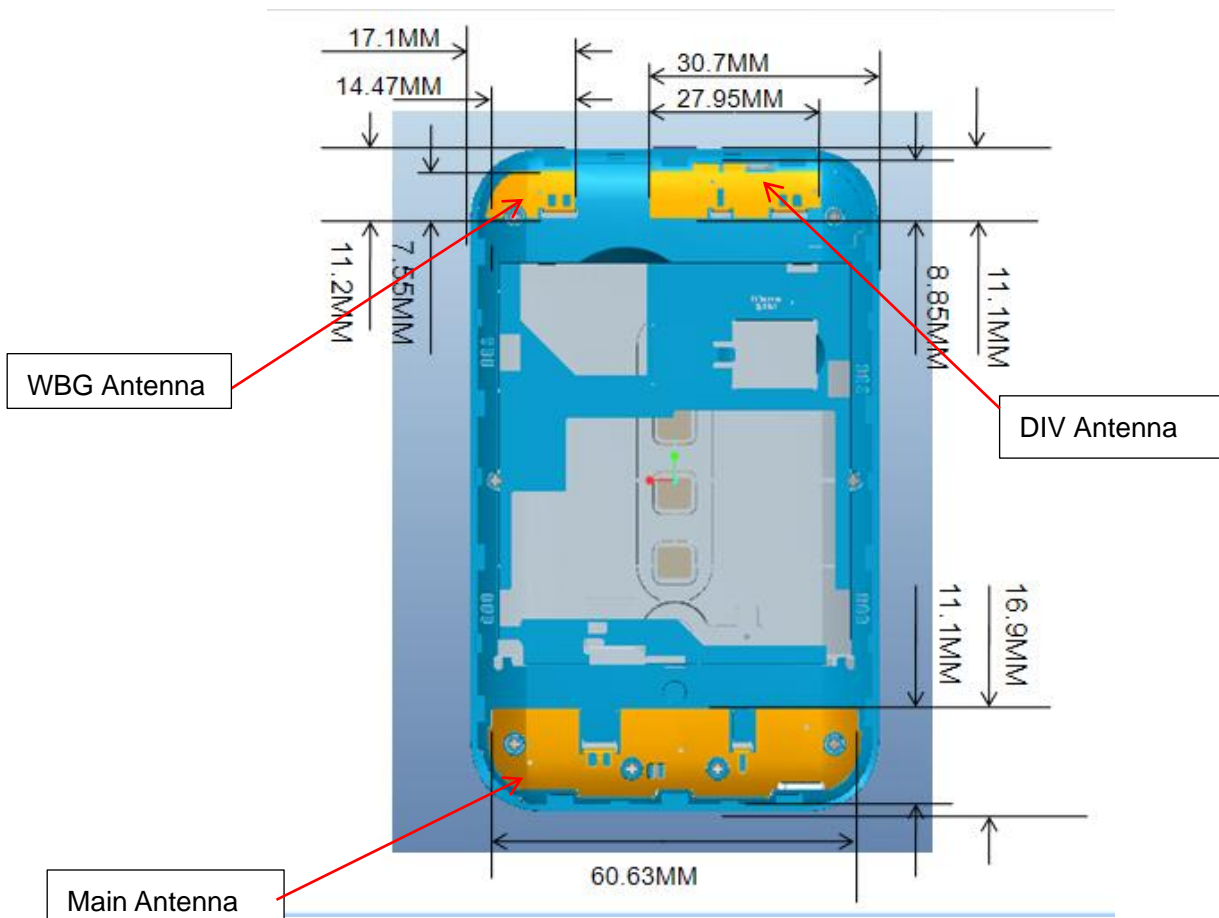 17.1MM
30.7MM
14.47MM
27.95MM
11.2MM
7.55MM
8.85MM
11.1MM
WBG Antenna
DIV Antenna
11.1MM
16.9MM
60.63MM
Main Antenna